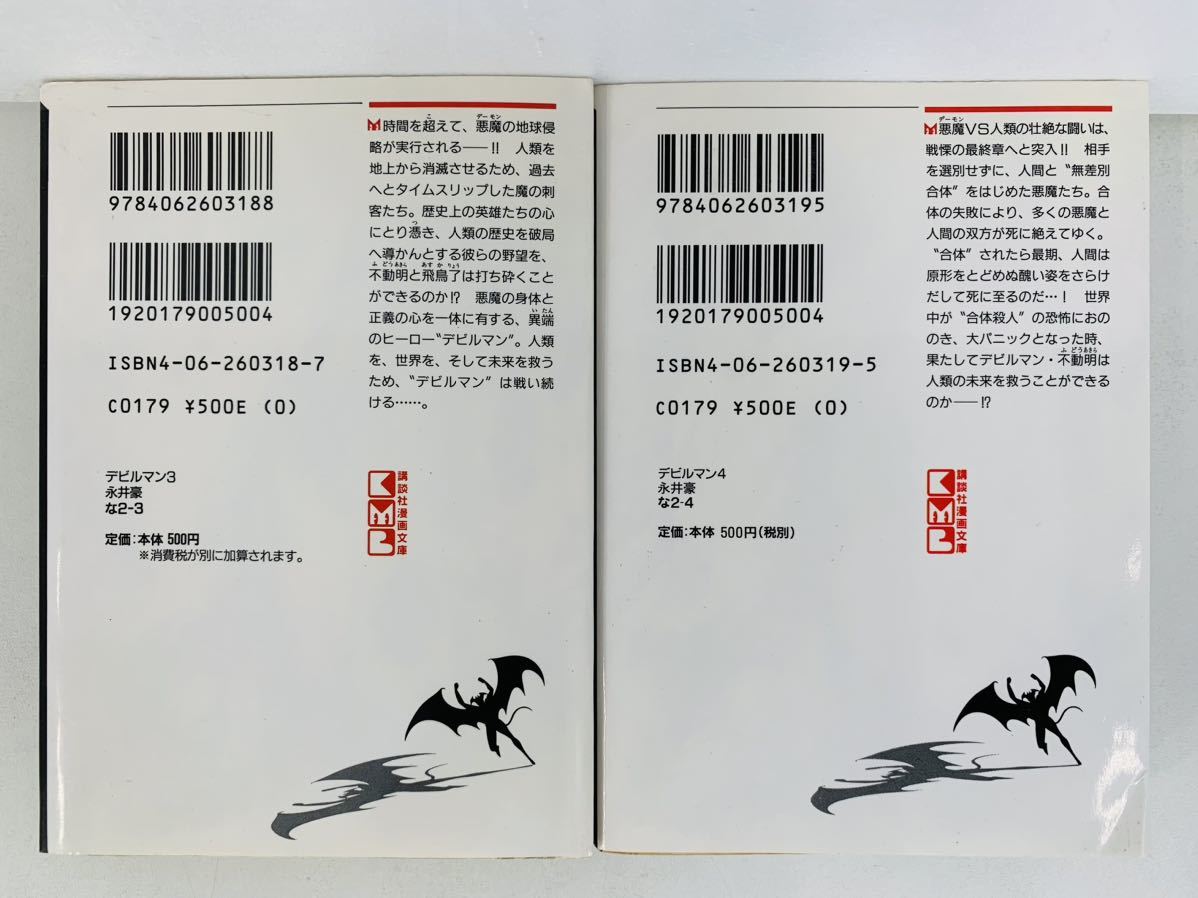 9784062603188
1920179005004
ISBN4-06-260318-7
C0179 ¥500E (0)
時間を超えて、悪魔の地球侵
略が実行される——!! 人類を
地上から消滅させるため、過去
へとタイムスリップした魔の刺
客たち。歴史上の英雄たちの心
にとり憑き、人類の歴史を破局
へ導かんとする彼らの野望を、
不動明と飛鳥了は打ち砕くこと
ができるのか!? 悪魔の身体と
正義の心を一体に有する、異端
のヒーロー“デビルマン”。人類
を、世界を、そして未来を救う
ため、“デビルマン”は戦い続
ける……。
デビルマン3
永井豪
な2-3
定価:本体 500円
※消費税が別に加算されます。
KMB
講談社漫画文庫
9784062603195
1920179005004
ISBN4-06-260319-5
C0179 ¥500E (0)
悪魔VS人類の壮絶な闘いは、
戦慄の最終章へと突入!! 相手
を選別せずに、人間と“無差別
合体”をはじめた悪魔たち。合
体の失敗により、多くの悪魔と
人間の双方が死に絶えてゆく。
“合体”されたら最期、人間は
原形をとどめぬ醜い姿をさらけ
だして死に至るのだ…! 世界
中が“合体殺人”の恐怖におの
のき、大パニックとなった時、
果たしてデビルマン・不動明は
人類の未来を救うことができる
のか——!?
デビルマン4
永井豪
な2-4
定価:本体 500円(税別)
KMB
講談社漫画文庫